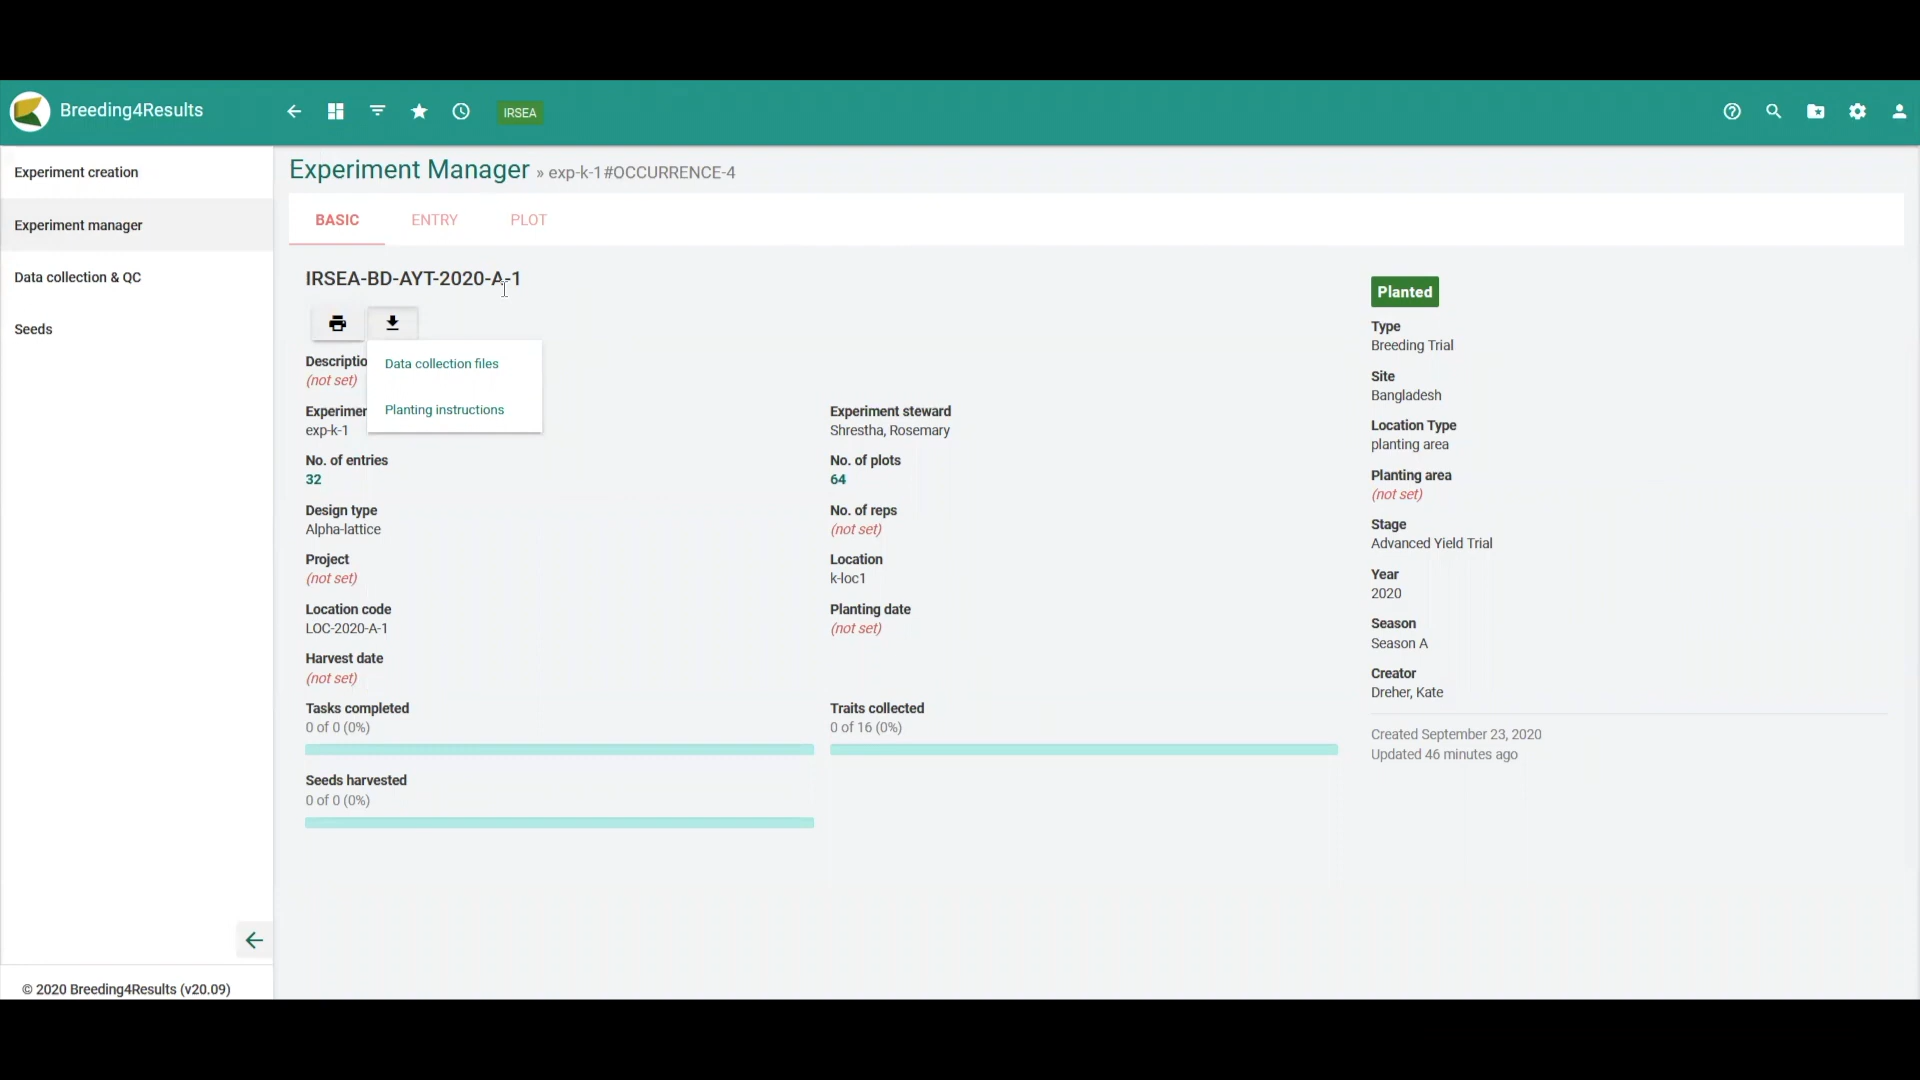 Breeding4Results
IRSEA
Experiment creation
Experiment manager
Data collection & QC
Seeds
© 2020 Breeding4Results (v20.09)
Experiment Manager » exp-k-1#OCCURRENCE-4
BASIC ENTRY PLOT
IRSEA-BD-AYT-2020-A-1
Data collection files
Planting instructions
Descriptio
(not set)
Experimen
exp-k-1
Experiment steward
Shrestha, Rosemary
No. of entries
32
No. of plots
64
Design type
Alpha-lattice
No. of reps
(not set)
Project
(not set)
Location
k-loc1
Location code
LOC-2020-A-1
Planting date
(not set)
Harvest date
(not set)
Tasks completed
0 of 0 (0%)
Traits collected
0 of 16 (0%)
Seeds harvested
0 of 0 (0%)
Planted
Type
Breeding Trial
Site
Bangladesh
Location Type
planting area
Planting area
(not set)
Stage
Advanced Yield Trial
Year
2020
Season
Season A
Creator
Dreher, Kate
Created September 23, 2020
Updated 46 minutes ago